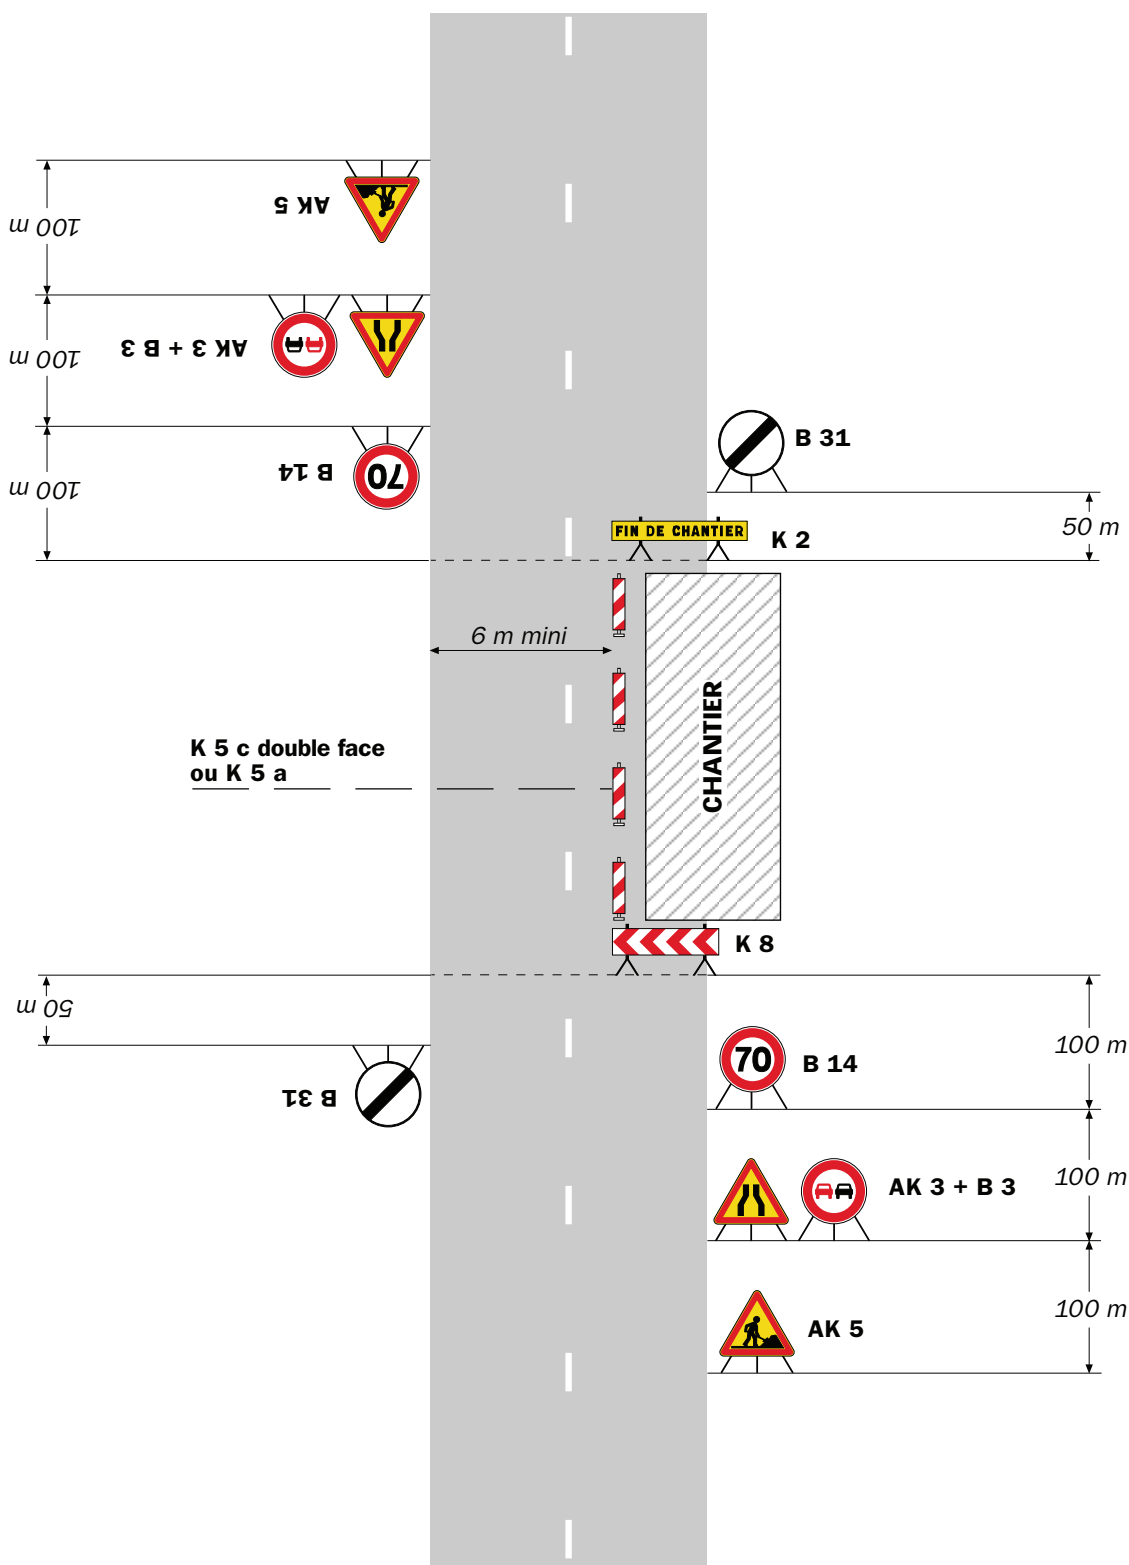 AK 5
100 m
AK 3 + B 3
100 m
B 14
70
100 m
B 31
50 m
FIN DE CHANTIER
K 2
6 m mini
CHANTIER
K 5 c double face
ou K 5 a
K 8
50 m
B 31
70
B 14
100 m
AK 3 + B 3
100 m
AK 5
100 m